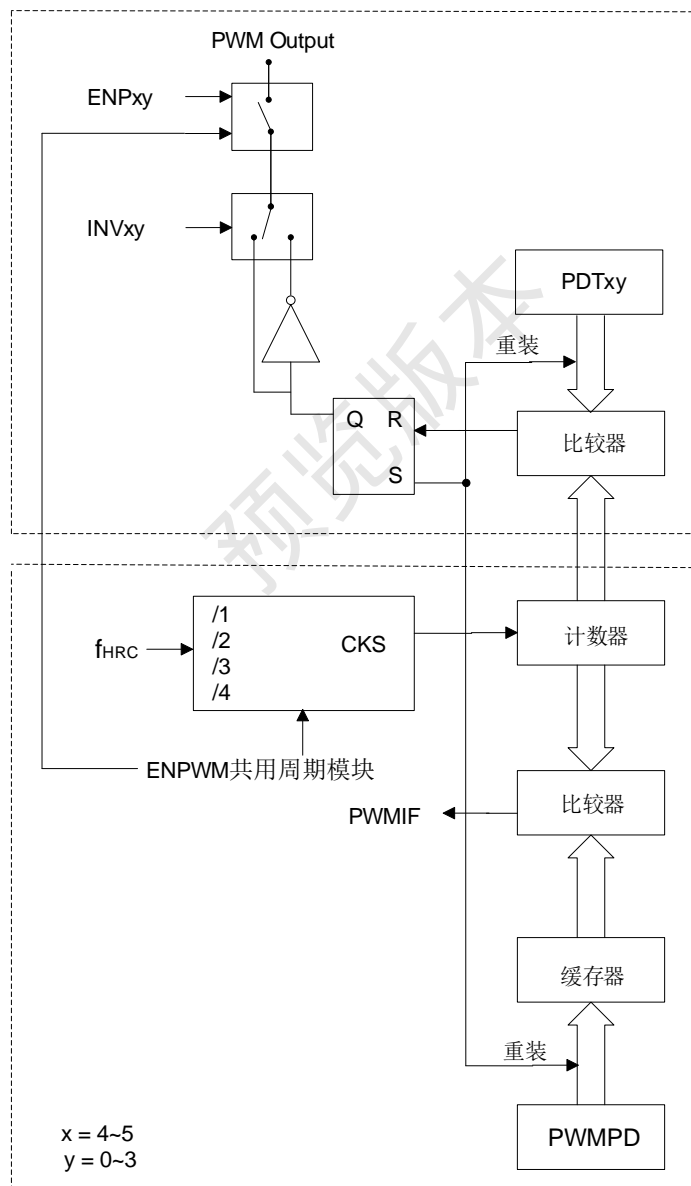 PWM Output
ENPxy
INVxy
PDTxy
重装
Q R
S
比较器
预览版本
/1
/2
/3
/4
CKS
fHRC
计数器
ENPWM共用周期模块
比较器
PWMIF
缓存器
重装
PWMPD
x = 4~5
y = 0~3